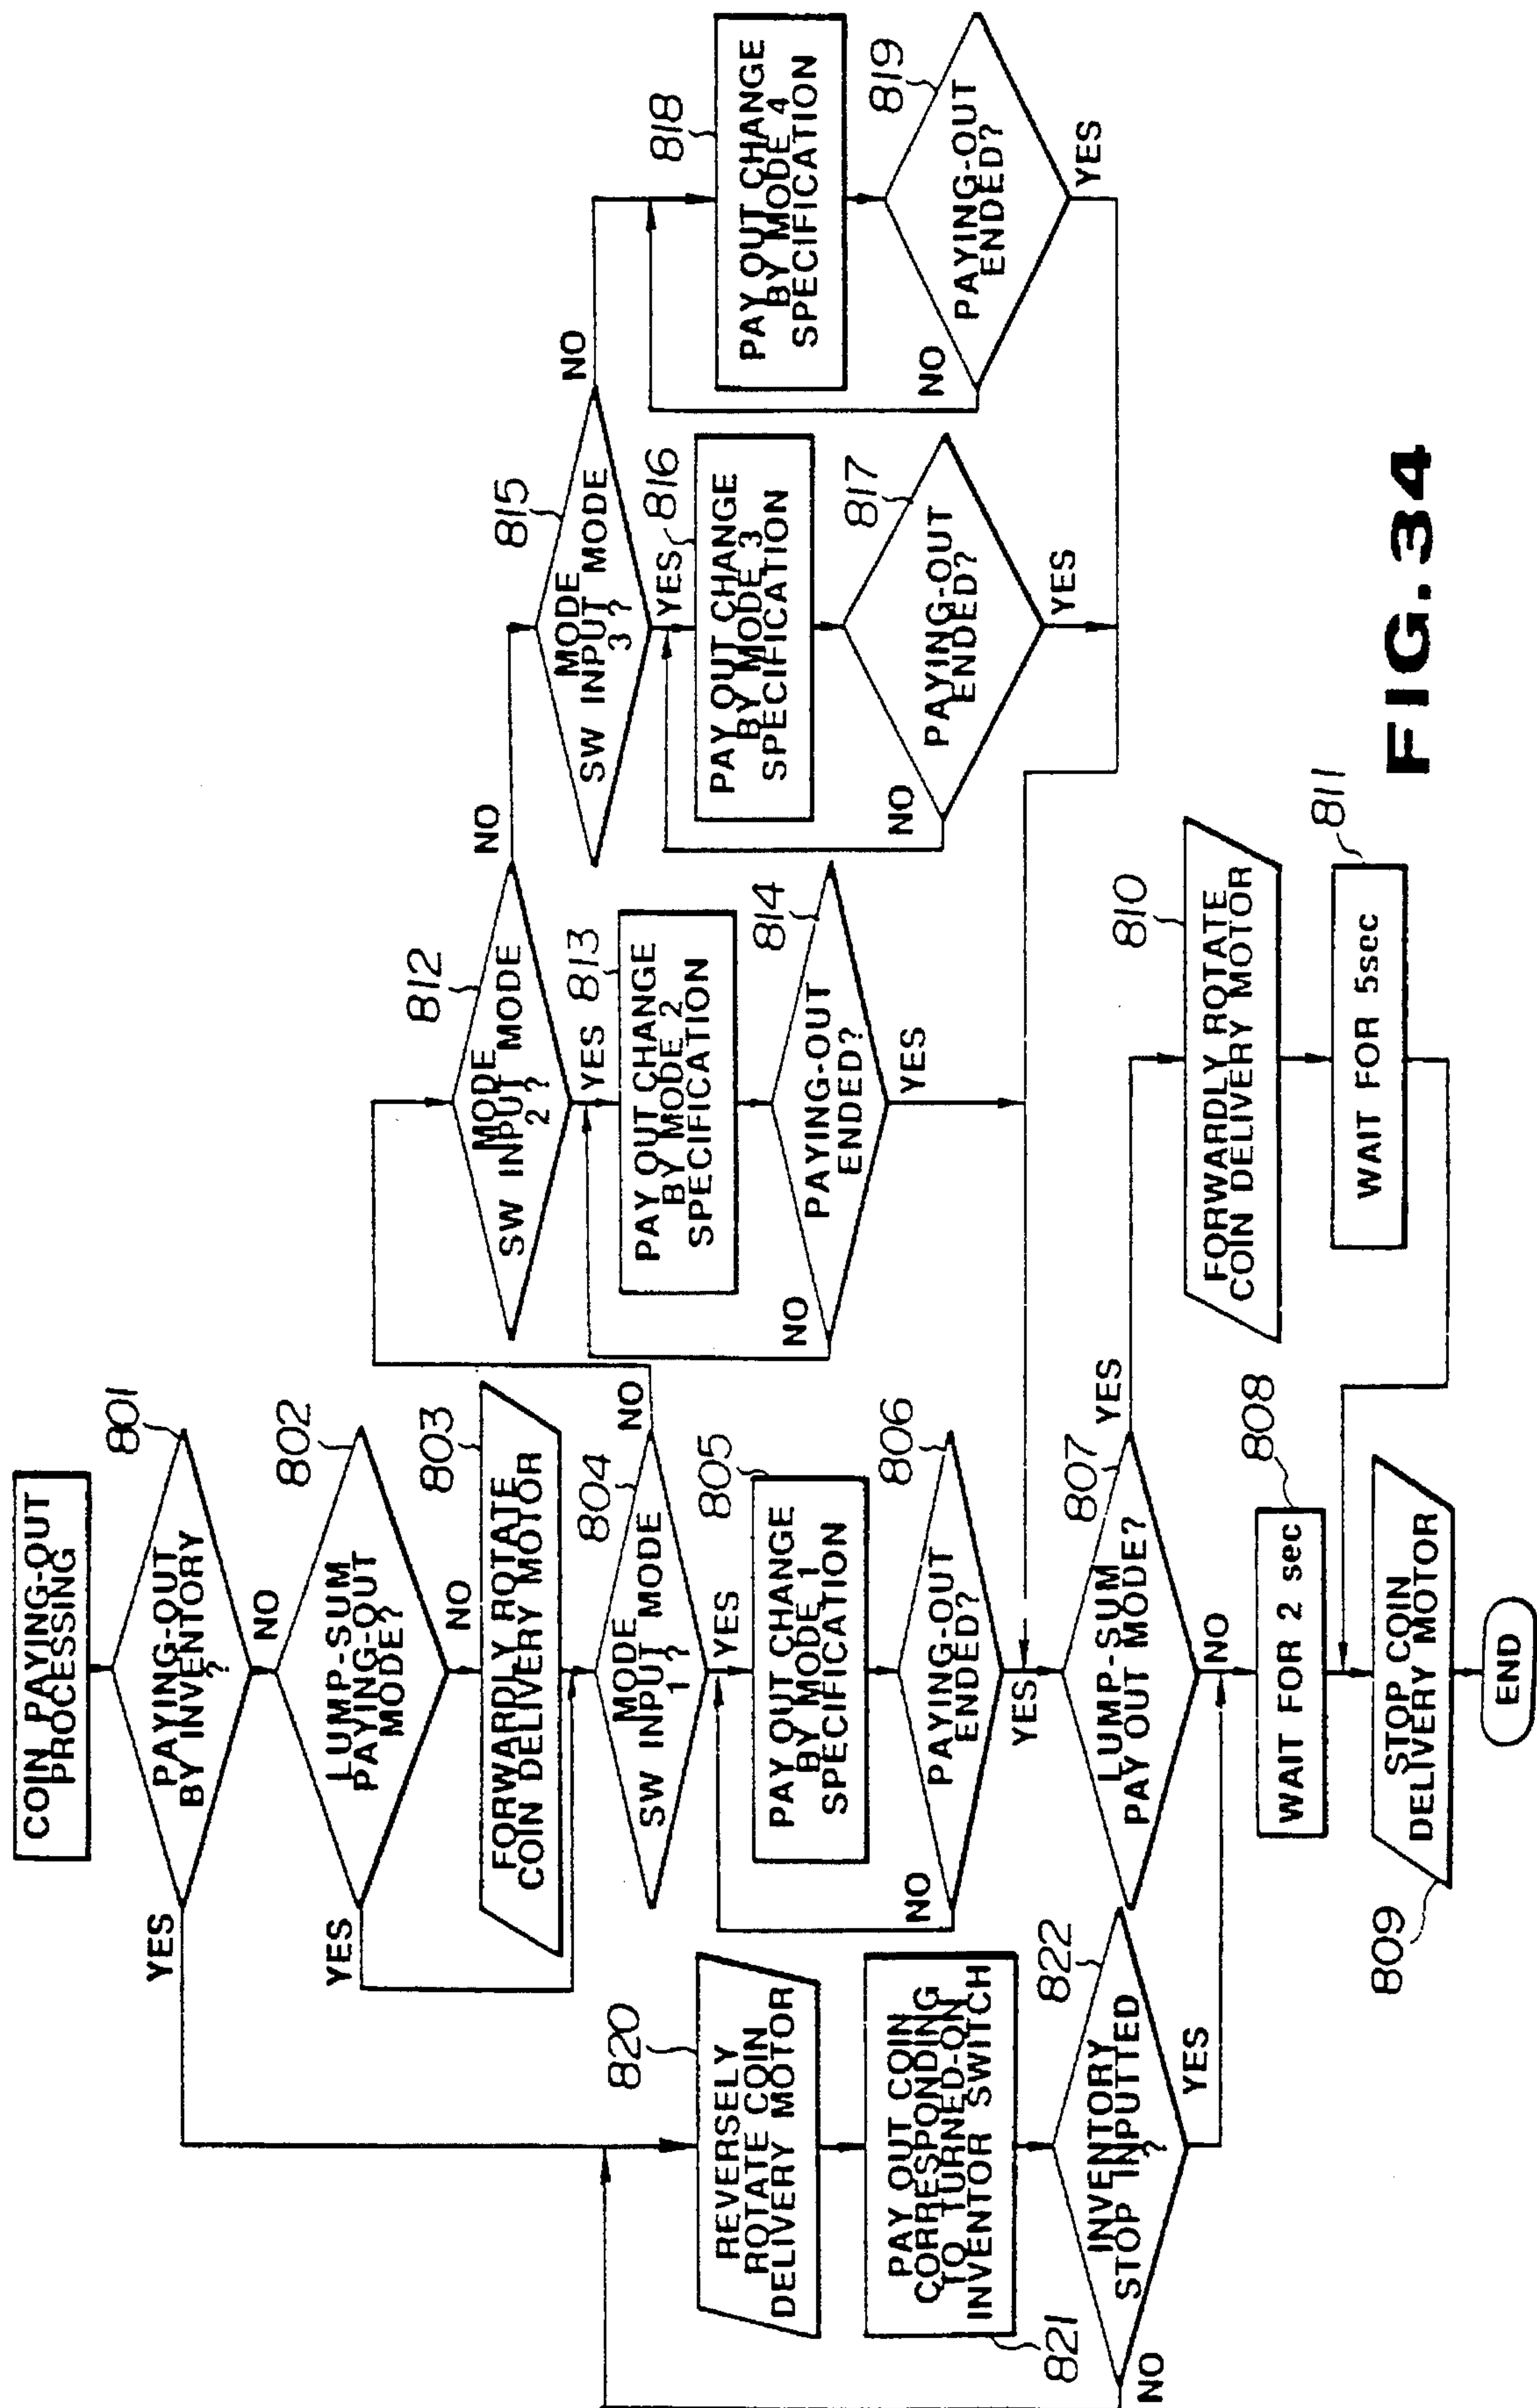 COIN PAYING-OUT
PROCESSING
801
PAYING-OUT
BY INVENTORY
?
YES
NO
802
LUMP-SUM
PAYING-OUT
MODE?
YES
NO
803
FORWARDLY ROTATE
COIN DELIVERY MOTOR
804
MODE
SW INPUT MODE
1 ?
NO
YES
805
PAY OUT CHANGE
BY MODE 1
SPECIFICATION
806
PAYING-OUT
ENDED?
NO
YES
807
LUMP-SUM
PAY OUT MODE?
YES
NO
808
WAIT FOR 2 sec
STOP COIN
DELIVERY MOTOR
809
END
810
FORWARDLY ROTATE
COIN DELIVERY MOTOR
811
WAIT FOR 5sec
812
MODE
SW INPUT MODE
2 ?
NO
YES
813
PAY OUT CHANGE
BY MODE 2
SPECIFICATION
814
PAYING-OUT
ENDED?
NO
YES
815
MODE
SW INPUT MODE
3 ?
NO
YES
816
PAY OUT CHANGE
BY MODE 3
SPECIFICATION
817
PAYING-OUT
ENDED?
NO
YES
818
PAY OUT CHANGE
BY MODE 4
SPECIFICATION
819
PAYING-OUT
ENDED?
NO
YES
820
REVERSELY
ROTATE COIN
DELIVERY MOTOR
821
PAY OUT COIN
CORRESPONDING
TO TURNED-ON
INVENTOR SWITCH
822
INVENTORY
STOP INPUTTED
?
NO
YES
FIG.34